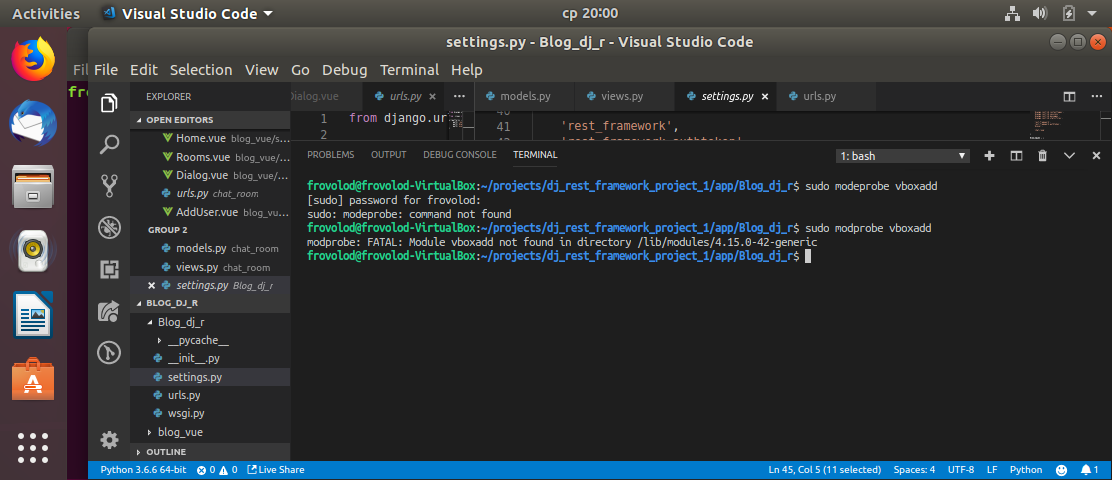 Activities
Visual Studio Code
ср 20:00
settings.py - Blog_dj_r - Visual Studio Code
File Edit Selection View Go Debug Terminal Help
EXPLORER
OPEN EDITORS
Home.vue blog_vue/s...
Rooms.vue blog_vue/...
Dialog.vue blog_vue/...
urls.py chat_room
AddUser.vue blog_vu...
GROUP 2
models.py chat_room
views.py chat_room
settings.py Blog_dj_r
BLOG_DJ_R
Blog_dj_r
__pycache__
__init__.py
settings.py
urls.py
wsgi.py
blog_vue
OUTLINE
Dialog.vue urls.py
1 from django.ur
2
models.py views.py settings.py urls.py
41 'rest_framework',
PROBLEMS OUTPUT DEBUG CONSOLE TERMINAL 1: bash
frovolod@frovolod-VirtualBox:~/projects/dj_rest_framework_project_1/app/Blog_dj_r$ sudo modeprobe vboxadd
[sudo] password for frovolod:
sudo: modeprobe: command not found
frovolod@frovolod-VirtualBox:~/projects/dj_rest_framework_project_1/app/Blog_dj_r$ sudo modprobe vboxadd
modprobe: FATAL: Module vboxadd not found in directory /lib/modules/4.15.0-42-generic
frovolod@frovolod-VirtualBox:~/projects/dj_rest_framework_project_1/app/Blog_dj_r$
Python 3.6.6 64-bit 0 0 Live Share Ln 45, Col 5 (11 selected) Spaces: 4 UTF-8 LF Python 1